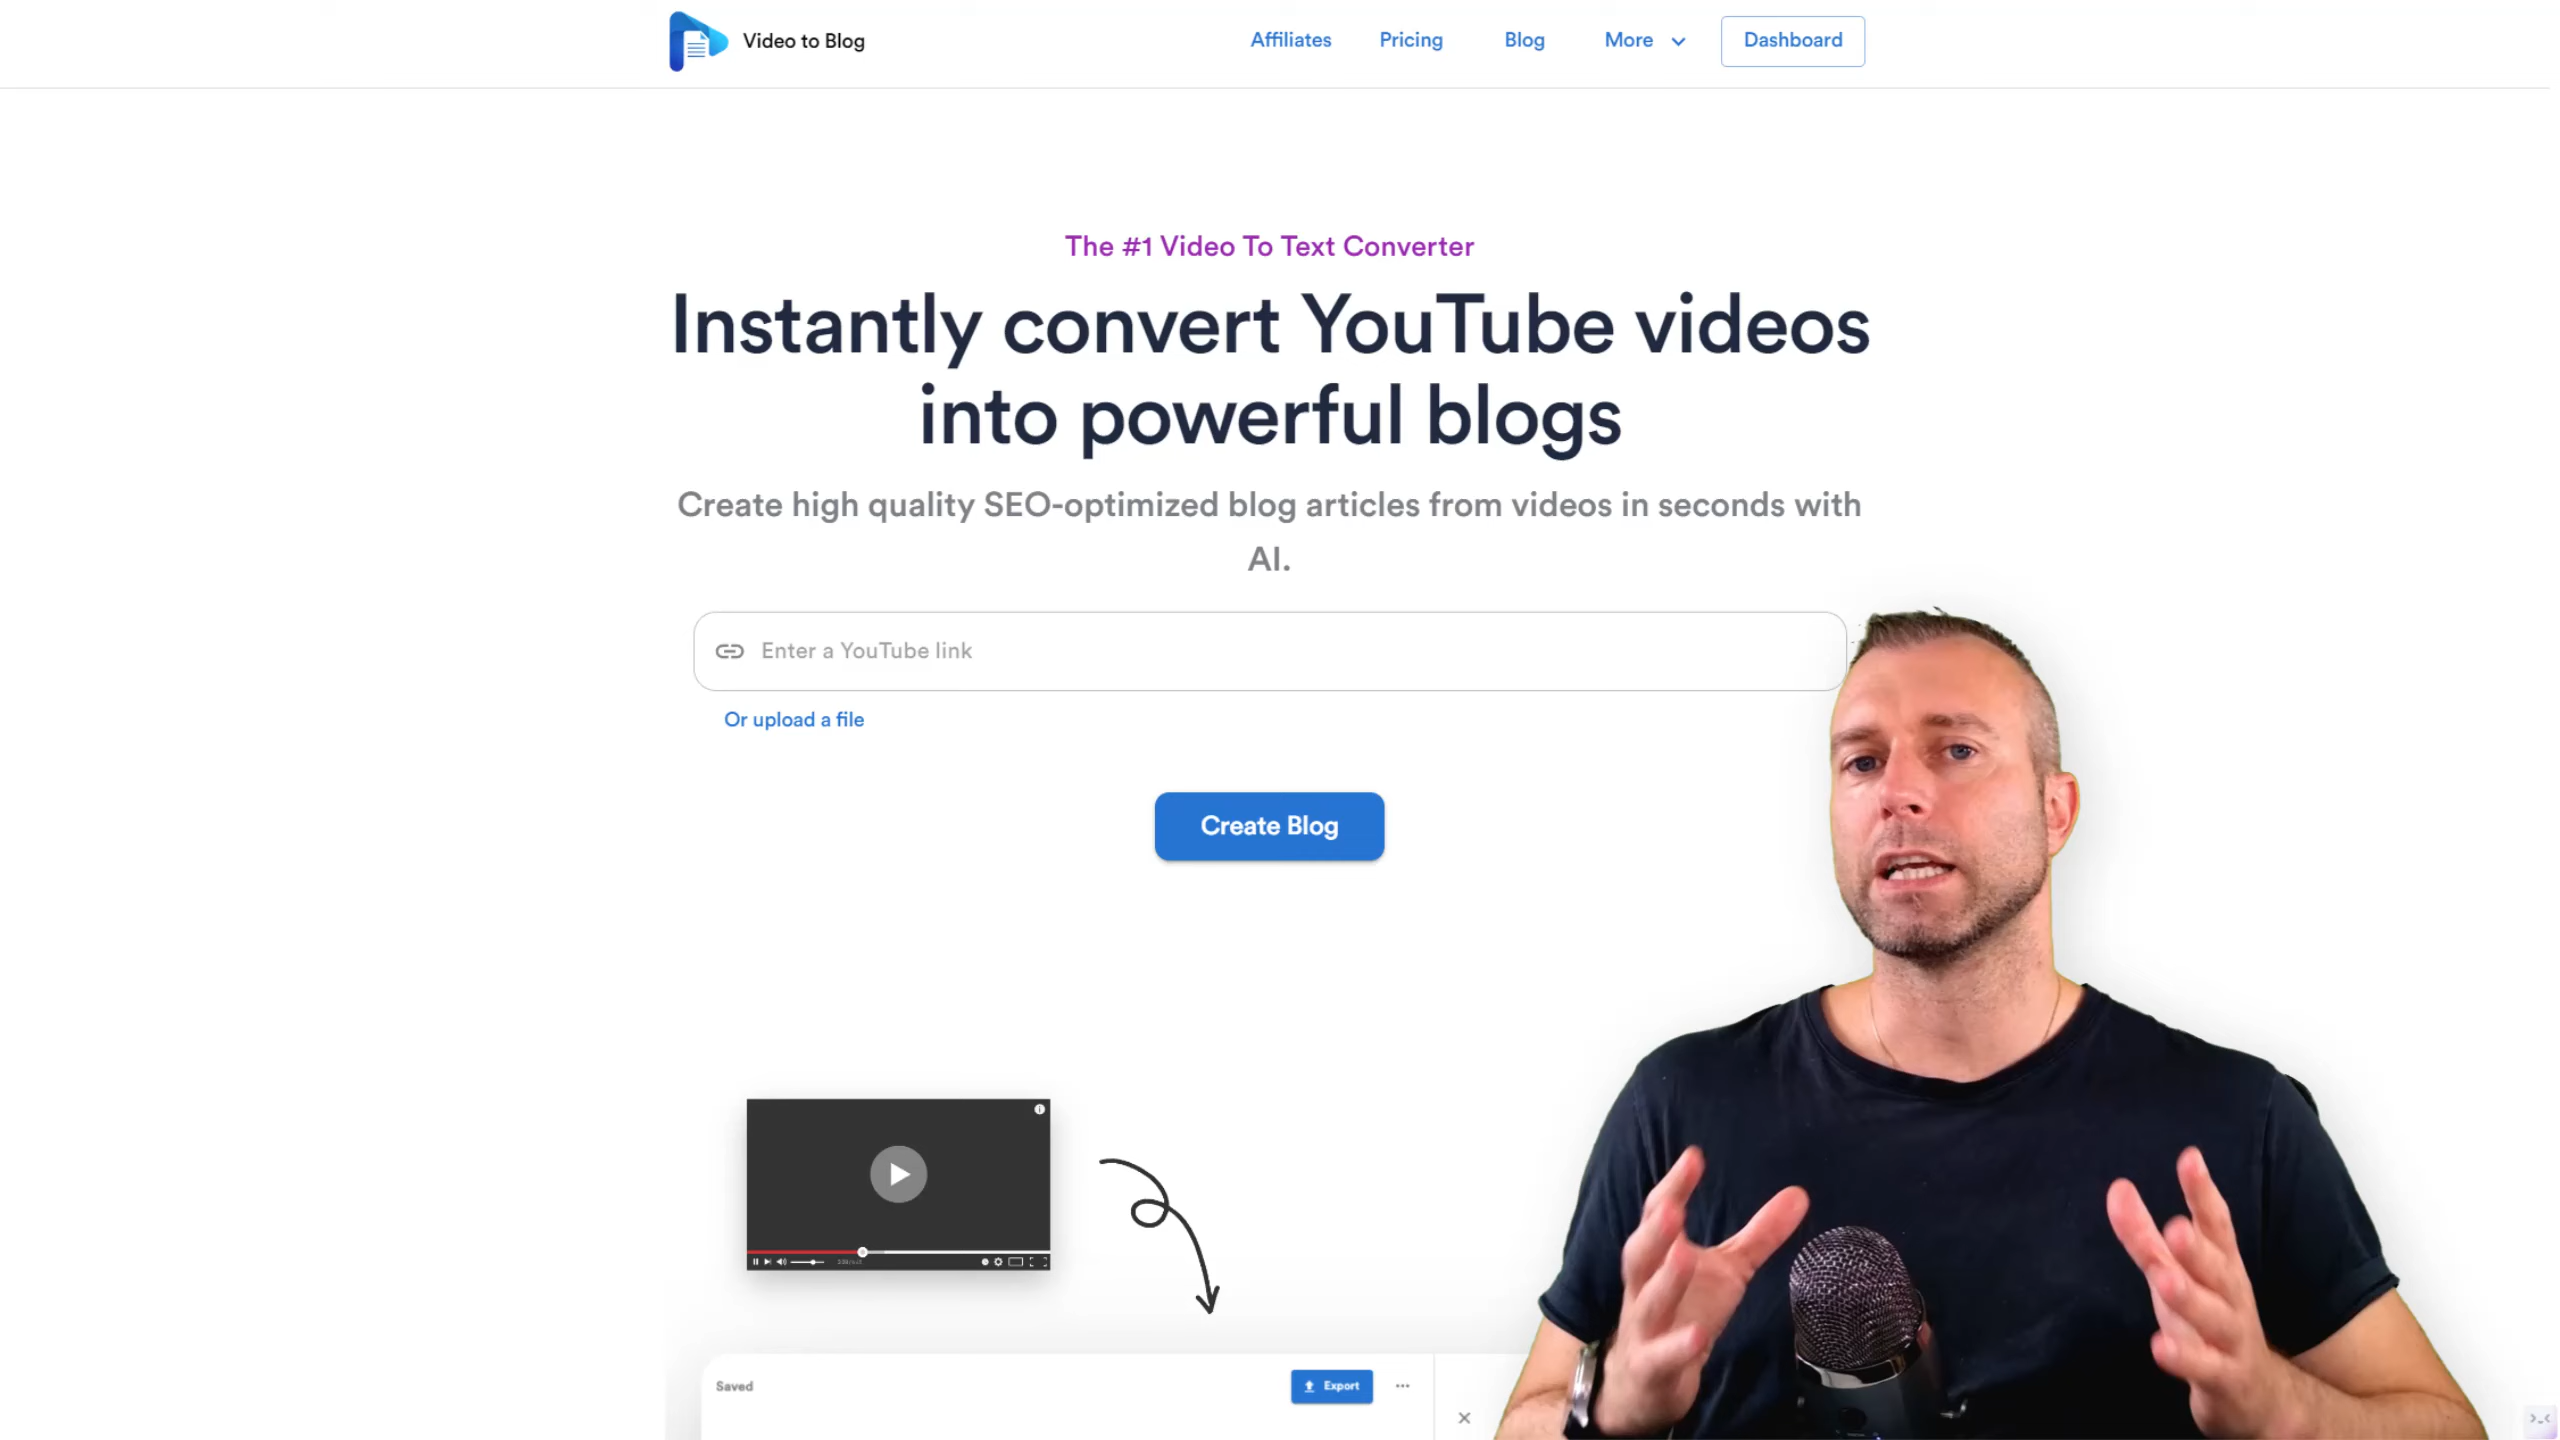 Video to Blog
Affiliates
Pricing
Blog
More
Dashboard
The #1 Video To Text Converter
Instantly convert YouTube videos
into powerful blogs
Create high quality SEO-optimized blog articles from videos in seconds with
AI.
Enter a YouTube link
Or upload a file
Create Blog
Saved
Export